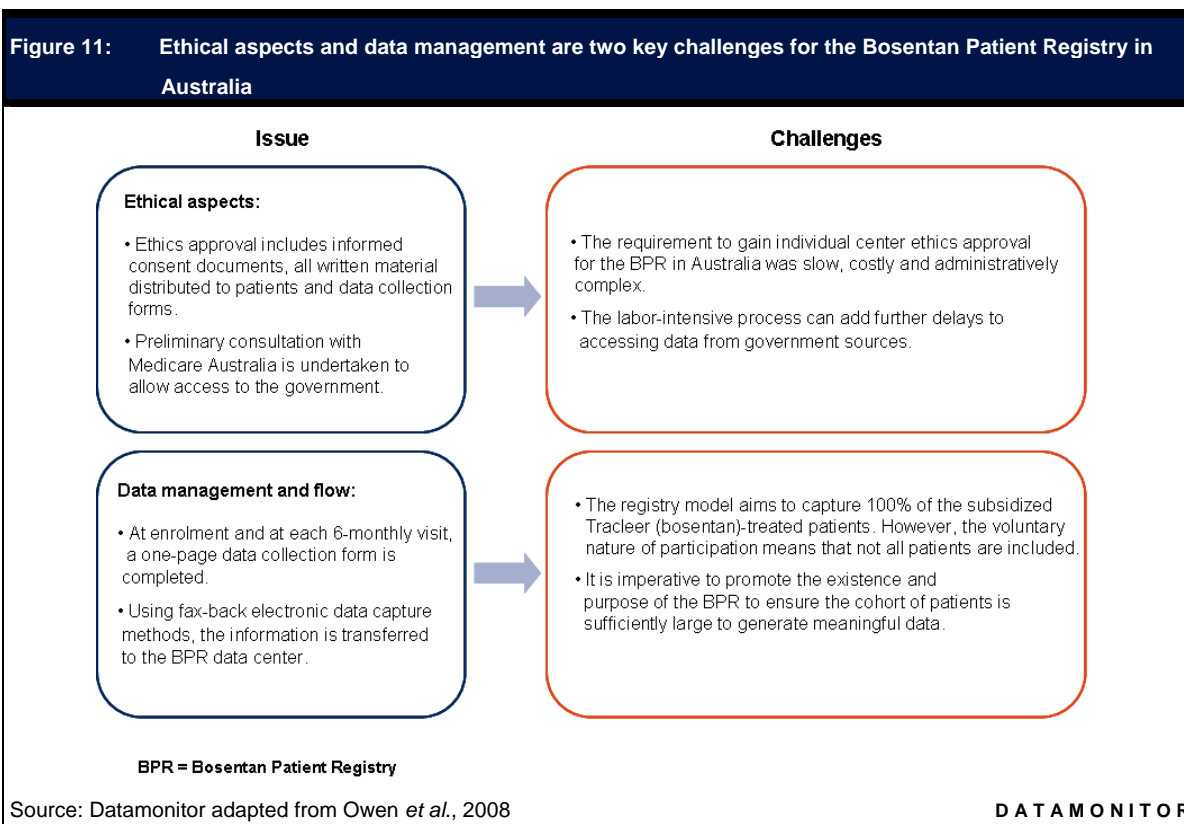 Figure 11: Ethical aspects and data management are two key challenges for the Bosentan Patient Registry in
Australia
Issue
Ethical aspects:
• Ethics approval includes informed
consent documents, all written material
distributed to patients and data collection
forms.
• Preliminary consultation with
Medicare Australia is undertaken to
allow access to the government.
Challenges
• The requirement to gain individual center ethics approval
for the BPR in Australia was slow, costly and administratively
complex.
• The labor-intensive process can add further delays to
accessing data from government sources.
Data management and flow:
• At enrolment and at each 6-monthly visit,
a one-page data collection form is
completed.
• Using fax-back electronic data capture
methods, the information is transferred
to the BPR data center.
• The registry model aims to capture 100% of the subsidized
Tracleer (bosentan)-treated patients. However, the voluntary
nature of participation means that not all patients are included.
• It is imperative to promote the existence and
purpose of the BPR to ensure the cohort of patients is
sufficiently large to generate meaningful data.
BPR = Bosentan Patient Registry
Source: Datamonitor adapted from Owen et al., 2008
DATAMONITOR